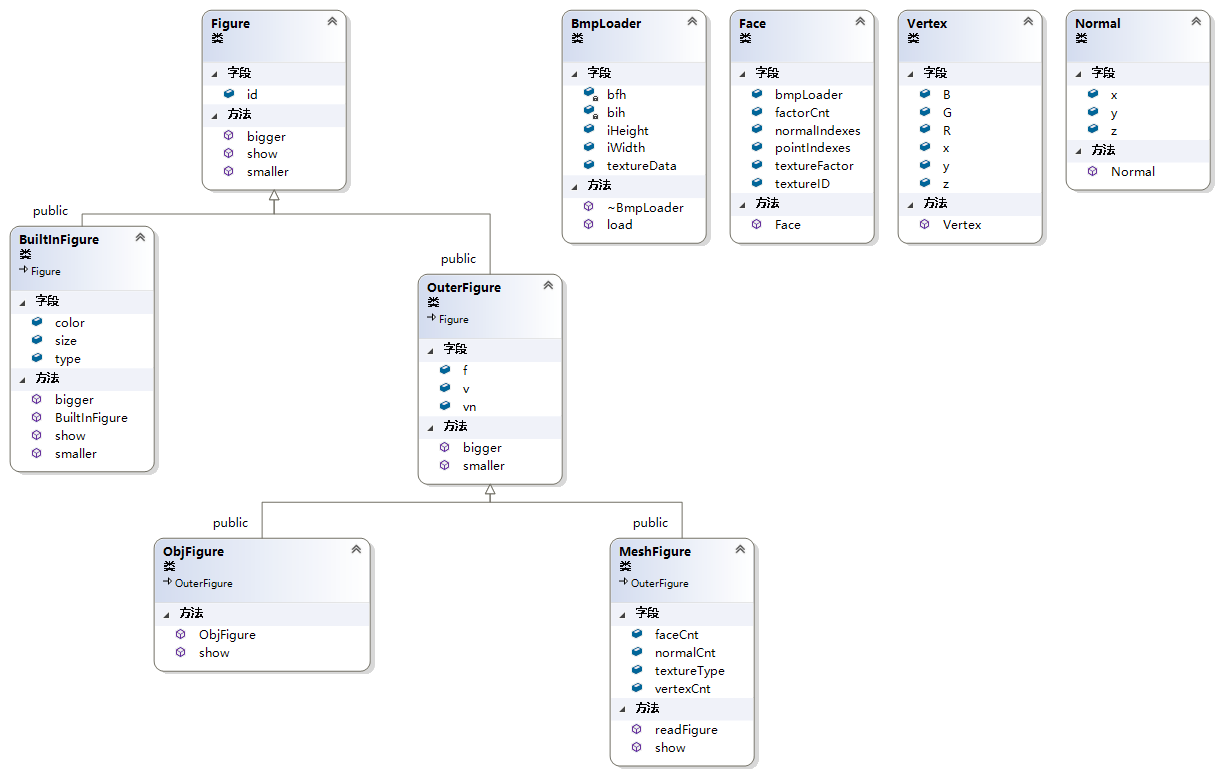 Figure
类
字段
id
方法
bigger
show
smaller
BmpLoader
类
字段
bfh
bih
iHeight
iWidth
textureData
方法
~BmpLoader
load
Face
类
字段
bmpLoader
factorCnt
normalIndexes
pointIndexes
textureFactor
textureID
方法
Face
Vertex
类
字段
B
G
R
x
y
z
方法
Vertex
Normal
类
字段
x
y
z
方法
Normal
public
BuiltInFigure
类
Figure
字段
color
size
type
方法
bigger
BuiltInFigure
show
smaller
public
OuterFigure
类
Figure
字段
f
v
vn
方法
bigger
smaller
public
ObjFigure
类
OuterFigure
方法
ObjFigure
show
public
MeshFigure
类
OuterFigure
字段
faceCnt
normalCnt
textureType
vertexCnt
方法
readFigure
show